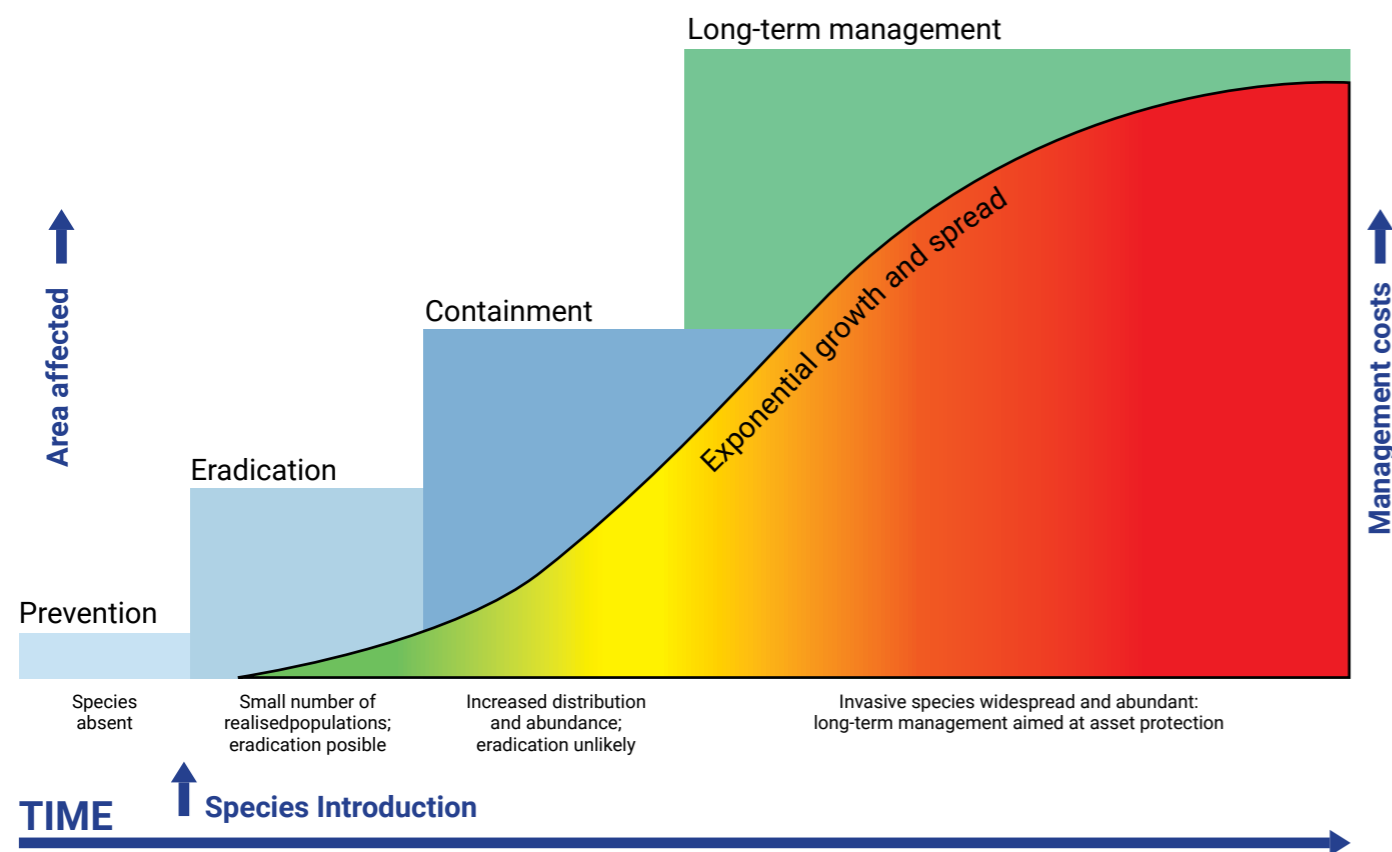 Long-term management
Containment
Eradication
Prevention
Area affected
Exponential growth and spread
Management costs
Species
absent
Small number of
realisedpopulations;
eradication posible
Increased distribution
and abundance;
eradication unlikely
Invasive species widespread and abundant:
long-term management aimed at asset protection
TIME
Species Introduction